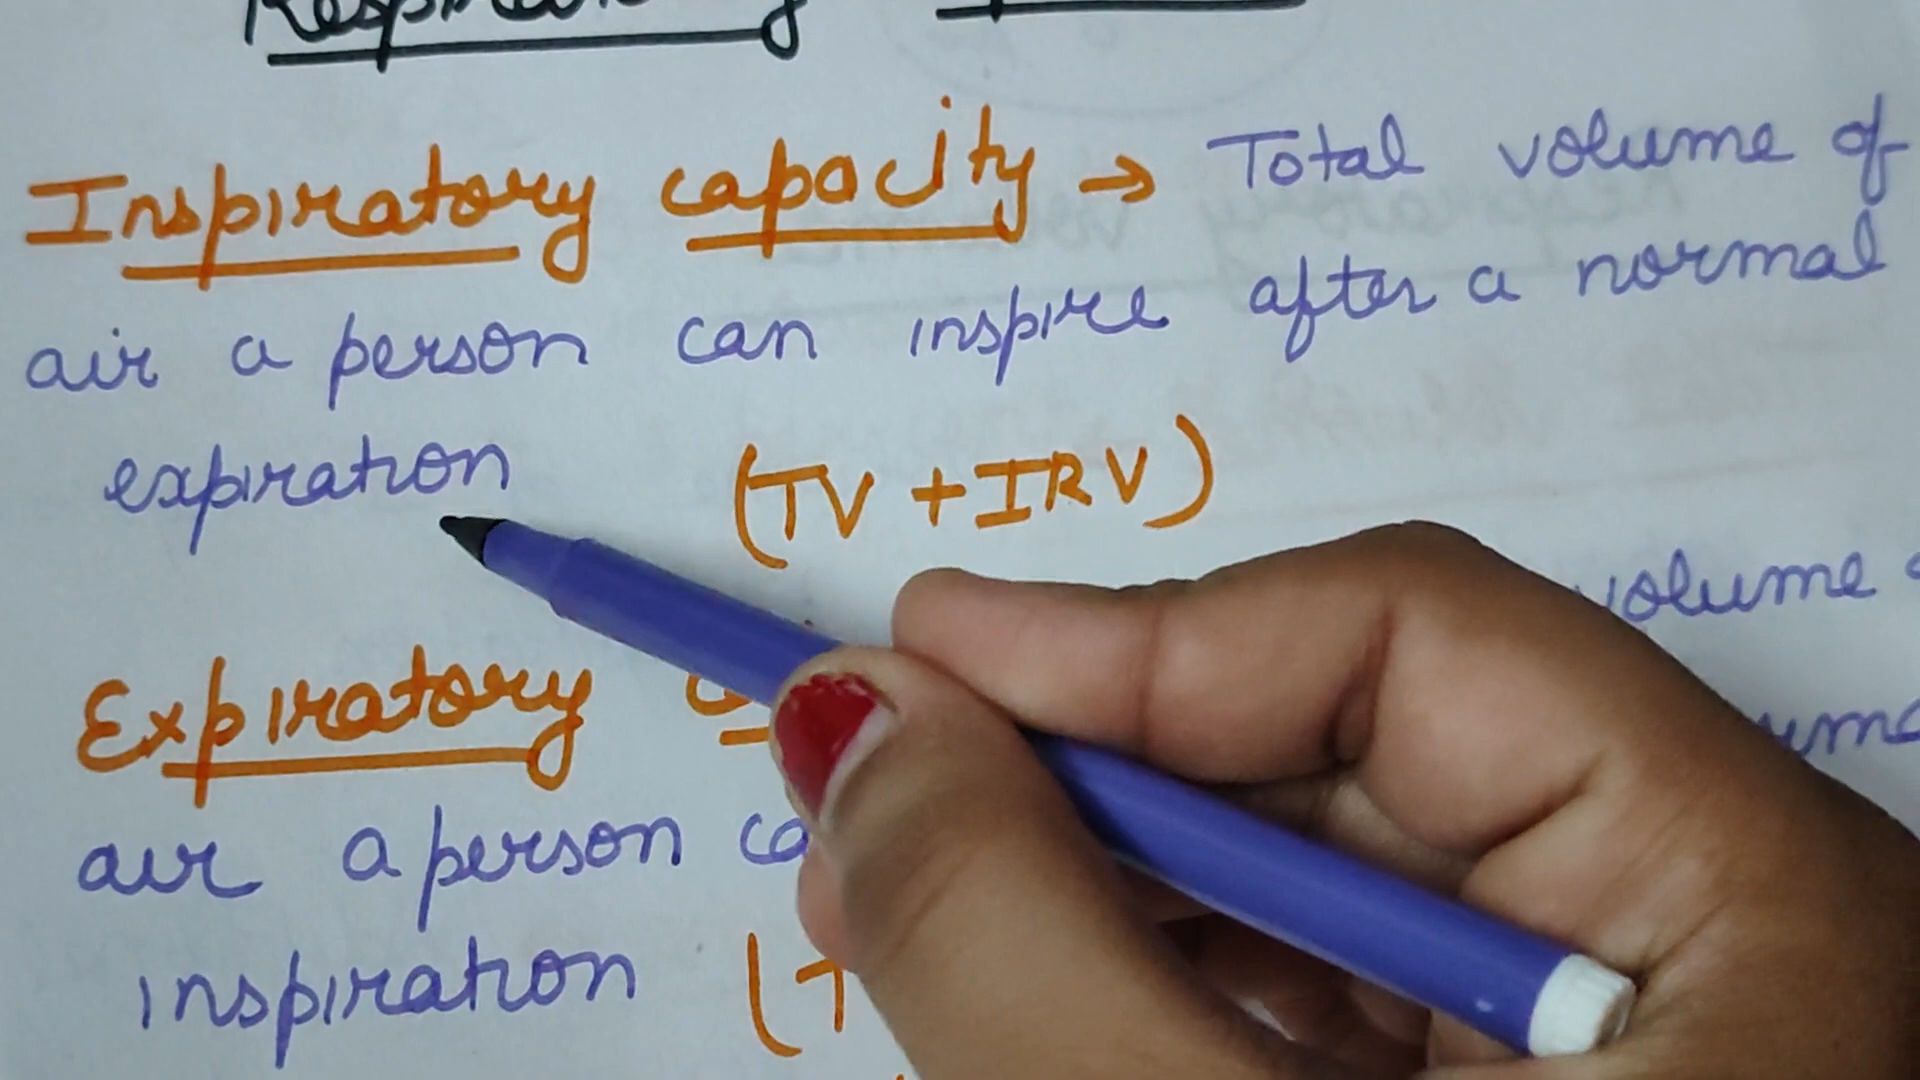 Respiratory
Inspiratory capacity → Total volume of
air a person can inspire after a normal
expiration (TV + IRV)
volume
Expiratory
air a person
inspiration (T